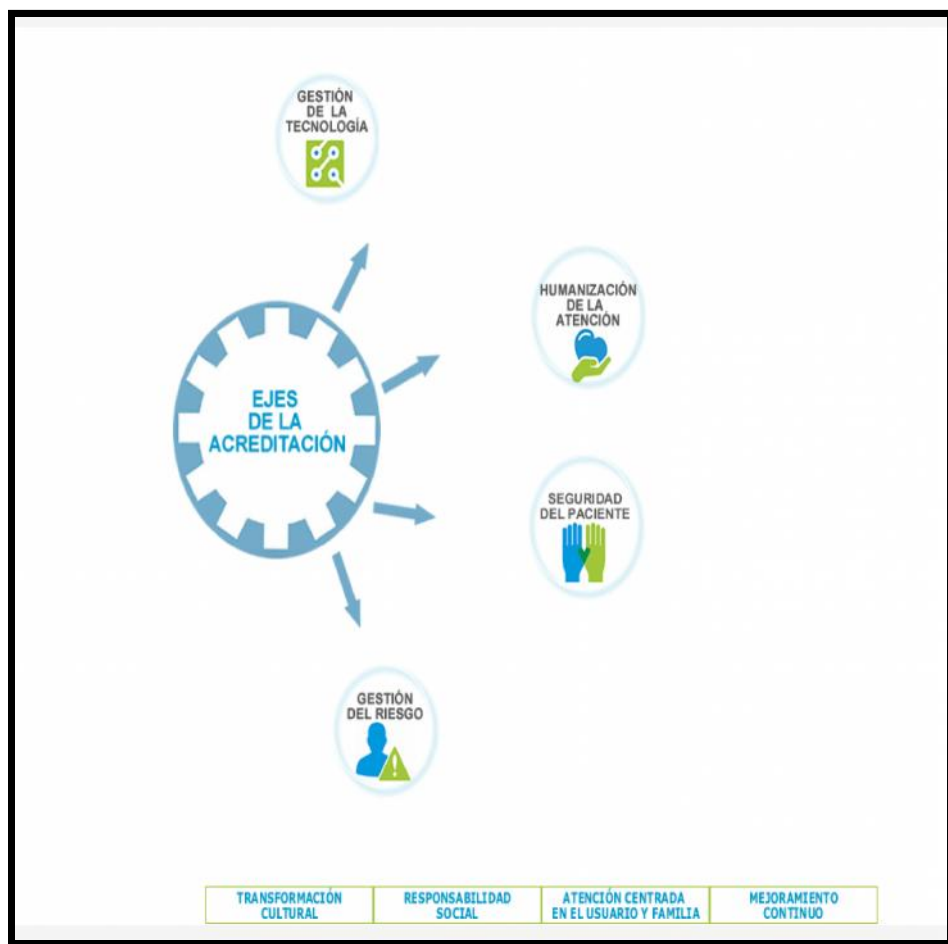 GESTIÓN
DE LA
TECNOLOGÍA
HUMANIZACIÓN
DE LA
ATENCIÓN
EJES
DE LA
ACREDITACIÓN
SEGURIDAD
DEL PACIENTE
GESTIÓN
DEL RIESGO
TRANSFORMACIÓN
CULTURAL
RESPONSABILIDAD
SOCIAL
ATENCIÓN CENTRADA
EN EL USUARIO Y FAMILIA
MEJORAMIENTO
CONTINUO